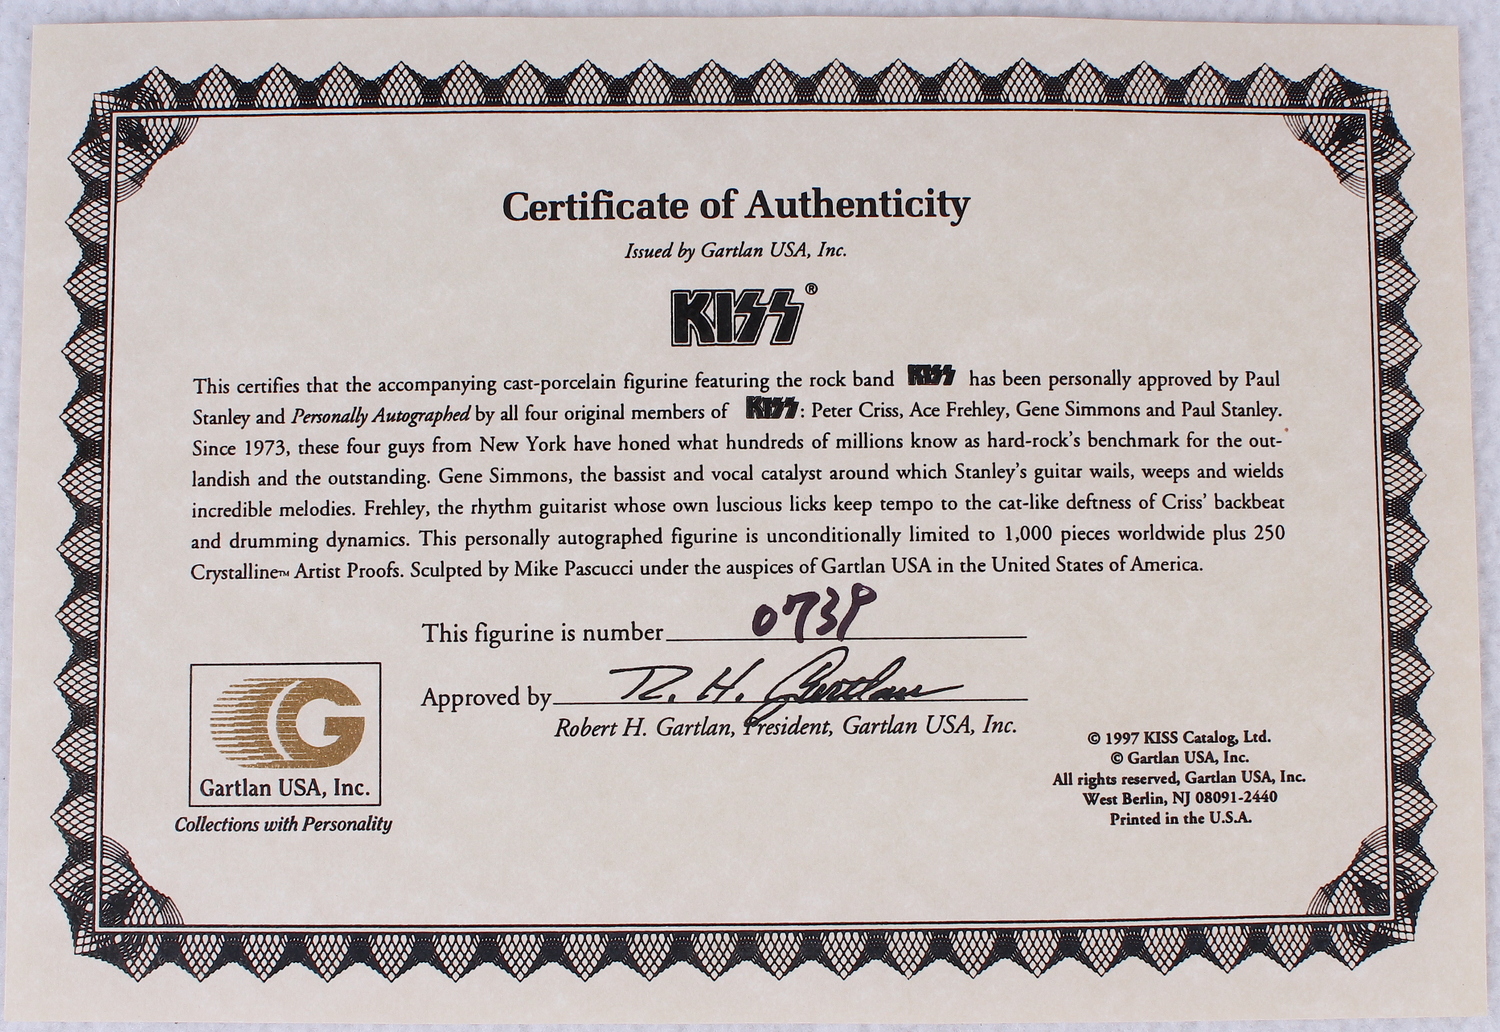 Certificate of Authenticity
Issued by Gartlan USA, Inc.
KISS®
This certifies that the accompanying cast-porcelain figurine featuring the rock band KISS has been personally approved by Paul
Stanley and Personally Autographed by all four original members of KISS: Peter Criss, Ace Frehley, Gene Simmons and Paul Stanley.
Since 1973, these four guys from New York have honed what hundreds of millions know as hard-rock's benchmark for the out-
landish and the outstanding. Gene Simmons, the bassist and vocal catalyst around which Stanley's guitar wails, weeps and wields
incredible melodies. Frehley, the rhythm guitarist whose own luscious licks keep tempo to the cat-like deftness of Criss' backbeat
and drumming dynamics. This personally autographed figurine is unconditionally limited to 1,000 pieces worldwide plus 250
Crystalline™ Artist Proofs. Sculpted by Mike Pascucci under the auspices of Gartlan USA in the United States of America.
This figurine is number 0739
Approved by R. H. Gartlan
Robert H. Gartlan, President, Gartlan USA, Inc.
G
Gartlan USA, Inc.
Collections with Personality
© 1997 KISS Catalog, Ltd.
© Gartlan USA, Inc.
All rights reserved, Gartlan USA, Inc.
West Berlin, NJ 08091-2440
Printed in the U.S.A.